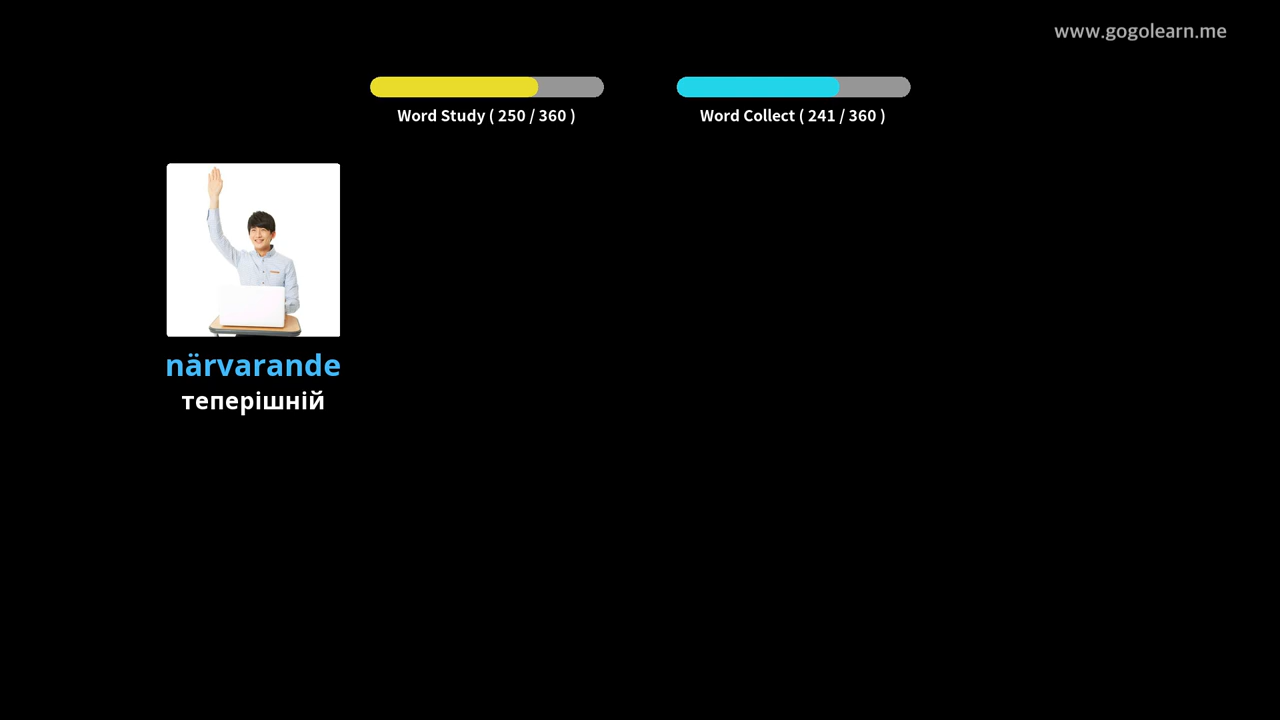 www.gogolearn.me
Word Study ( 250 / 360 )
Word Collect ( 241 / 360 )
närvarande
теперішній